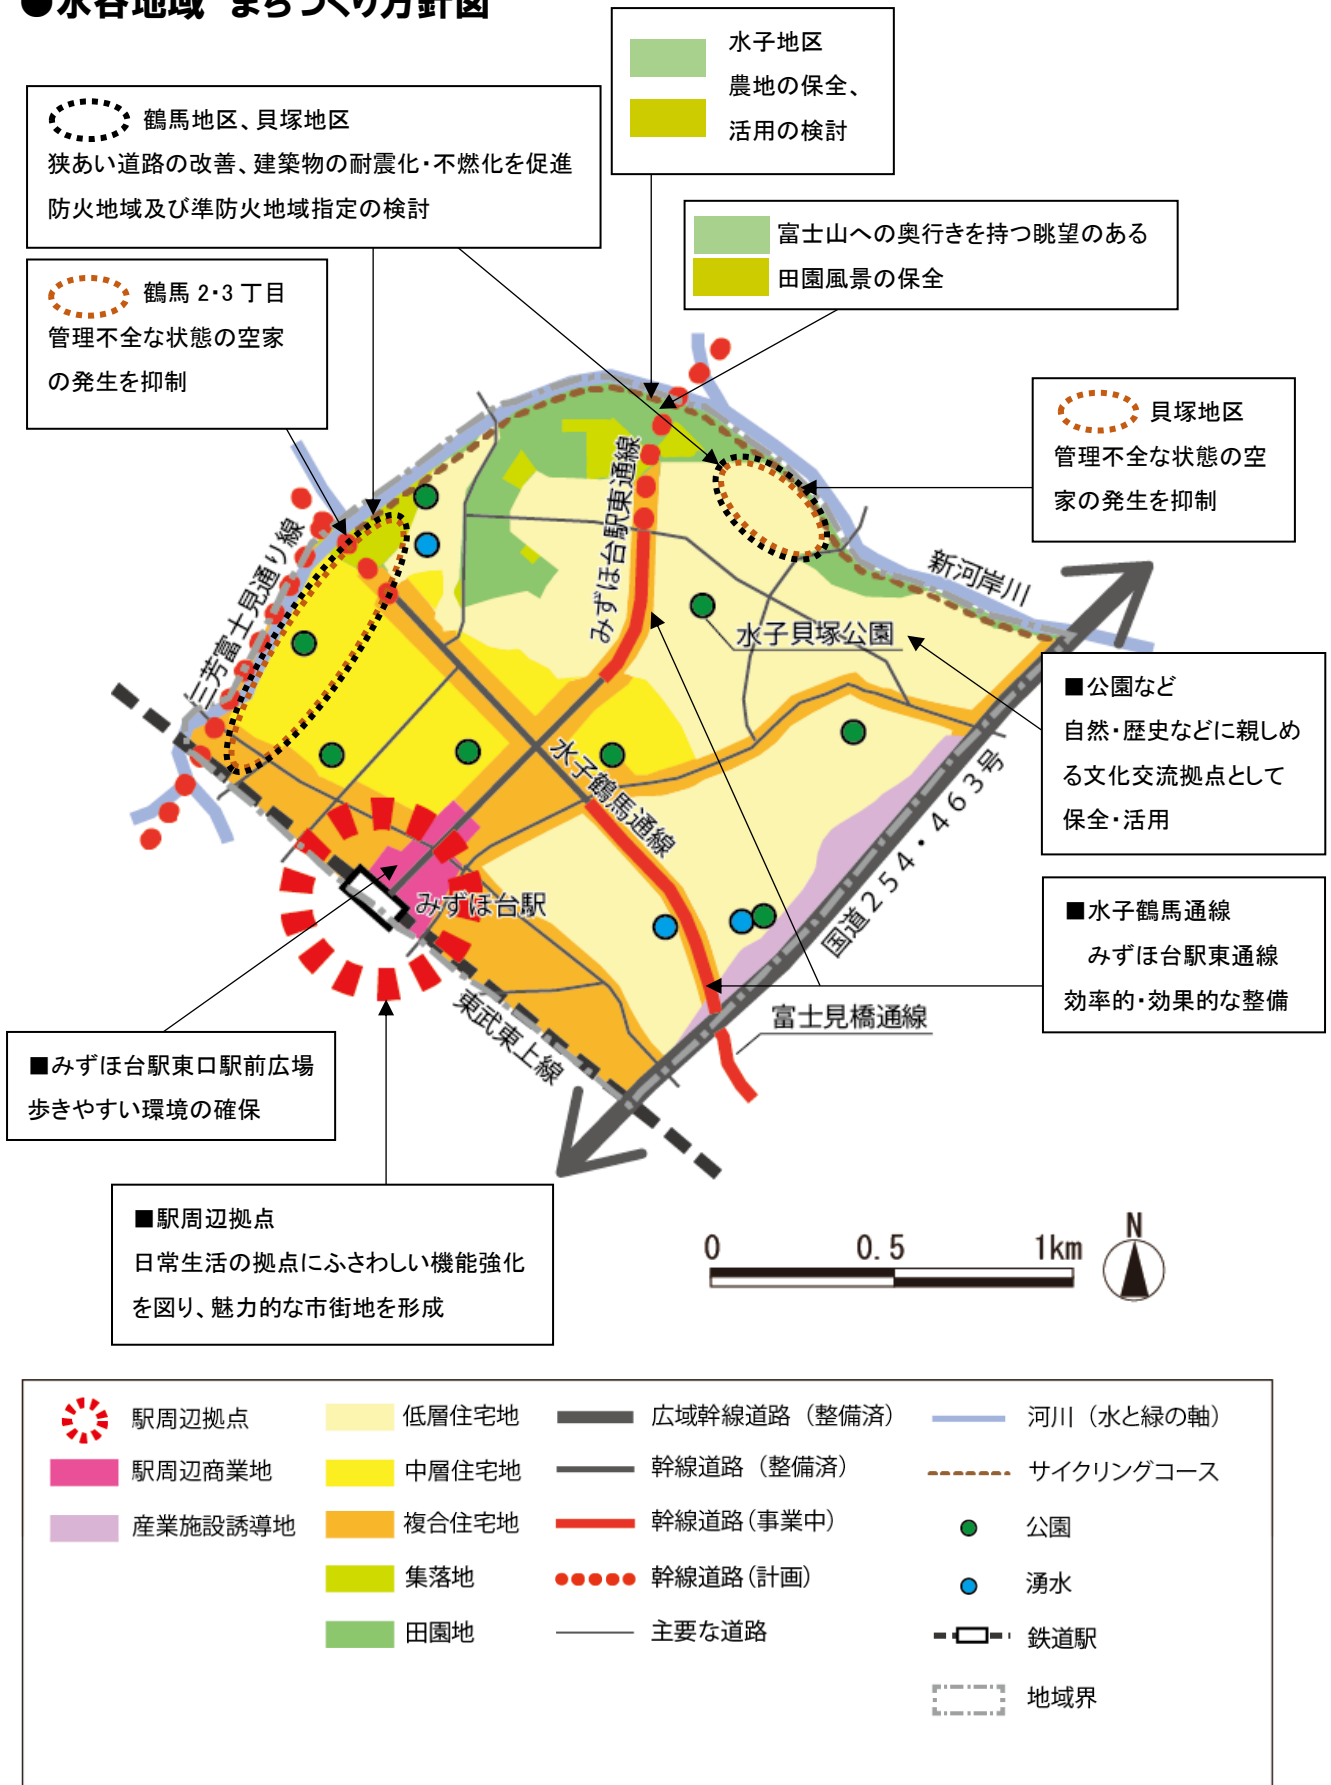 ●水谷地域 まちづくり方針図
水子地区
農地の保全、
活用の検討
鶴馬地区、貝塚地区
狭あい道路の改善、建築物の耐震化・不燃化を促進
防火地域及び準防火地域指定の検討
富士山への奥行きを持つ眺望のある
田園風景の保全
鶴馬2・3丁目
管理不全な状態の空家
の発生を抑制
貝塚地区
管理不全な状態の空
家の発生を抑制
みずほ台駅東通線
三芳富士見通り線
新河岸川
水子貝塚公園
■公園など
自然・歴史などに親しめ
る文化交流拠点として
保全・活用
水子鶴馬通線
国道254・463号
みずほ台駅
■水子鶴馬通線
みずほ台駅東通線
効率的・効果的な整備
富士見橋通線
東武東上線
■みずほ台駅東口駅前広場
歩きやすい環境の確保
■駅周辺拠点
日常生活の拠点にふさわしい機能強化
を図り、魅力的な市街地を形成
0 0.5 1km
N
駅周辺拠点
駅周辺商業地
産業施設誘導地
低層住宅地
中層住宅地
複合住宅地
集落地
田園地
広域幹線道路（整備済）
幹線道路（整備済）
幹線道路（事業中）
幹線道路（計画）
主要な道路
河川（水と緑の軸）
サイクリングコース
公園
湧水
鉄道駅
地域界